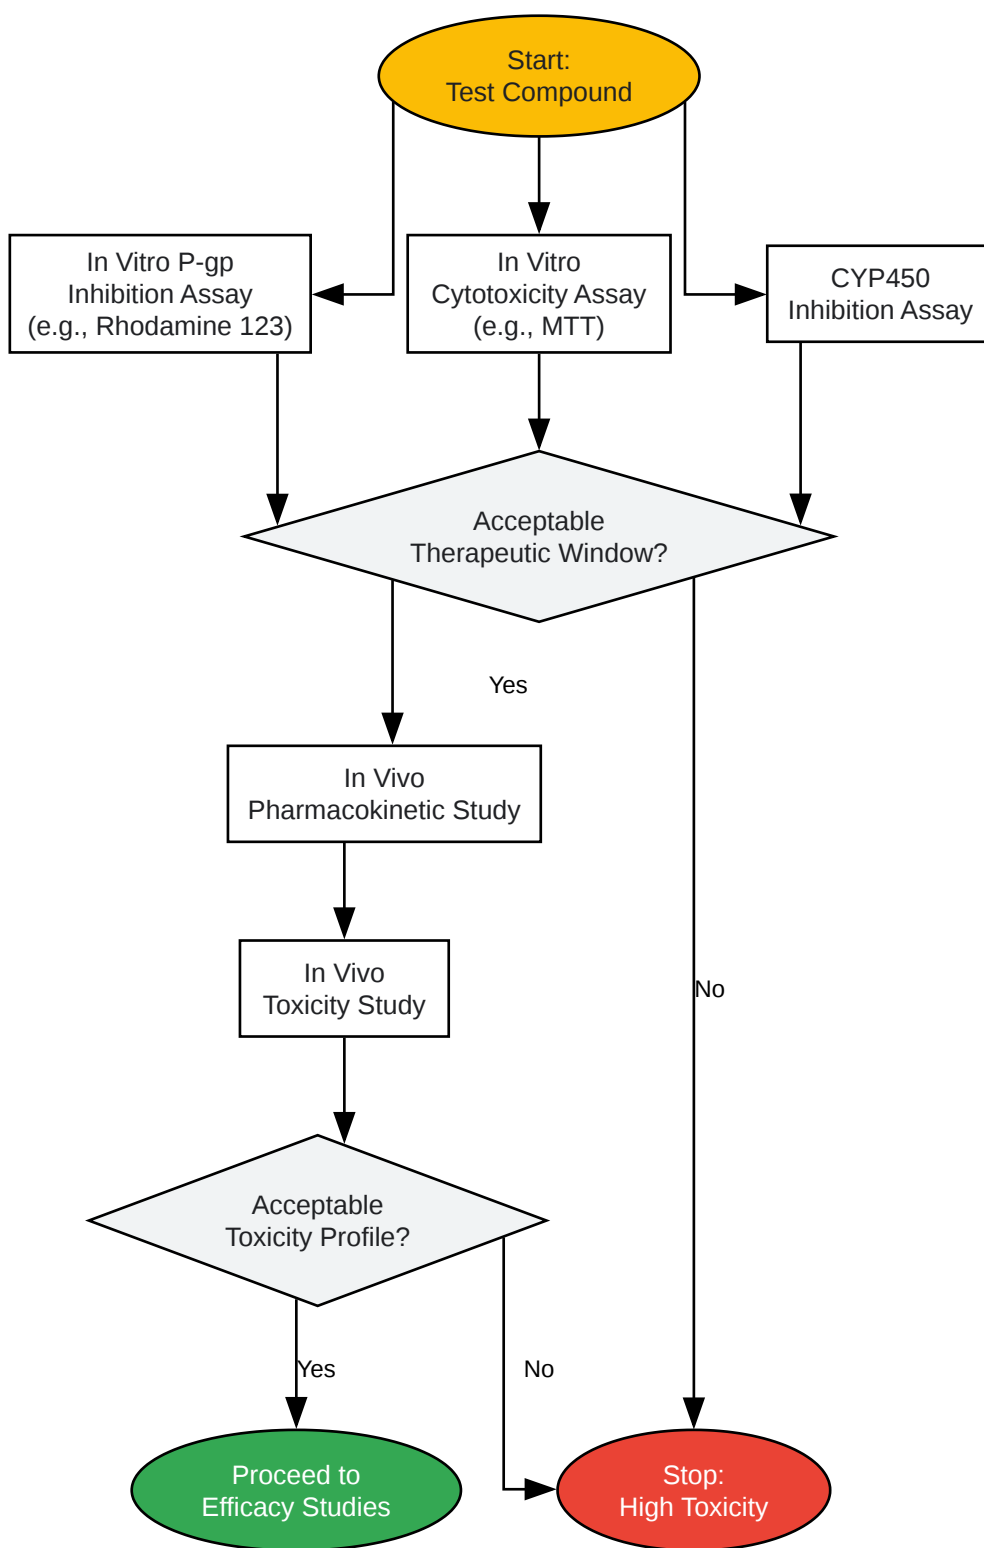 Start:
Test Compound
In Vitro P-gp
Inhibition Assay
(e.g., Rhodamine 123)
In Vitro
Cytotoxicity Assay
(e.g., MTT)
CYP450
Inhibition Assay
Acceptable
Therapeutic Window?
Yes
In Vivo
Pharmacokinetic Study
No
In Vivo
Toxicity Study
Acceptable
Toxicity Profile?
Yes
No
Proceed to
Efficacy Studies
Stop:
High Toxicity